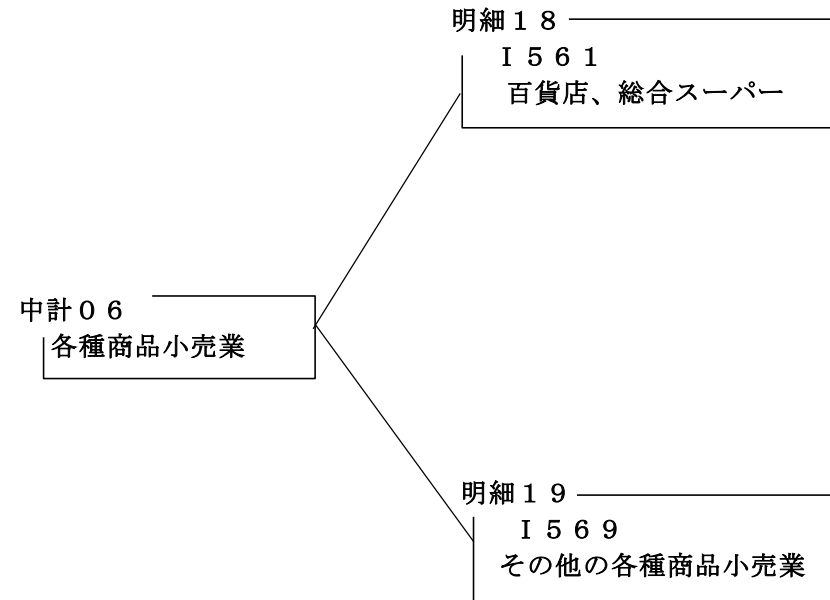 明細１８
Ｉ５６１
百貨店、総合スーパー
中計０６
各種商品小売業
明細１９
Ｉ５６９
その他の各種商品小売業